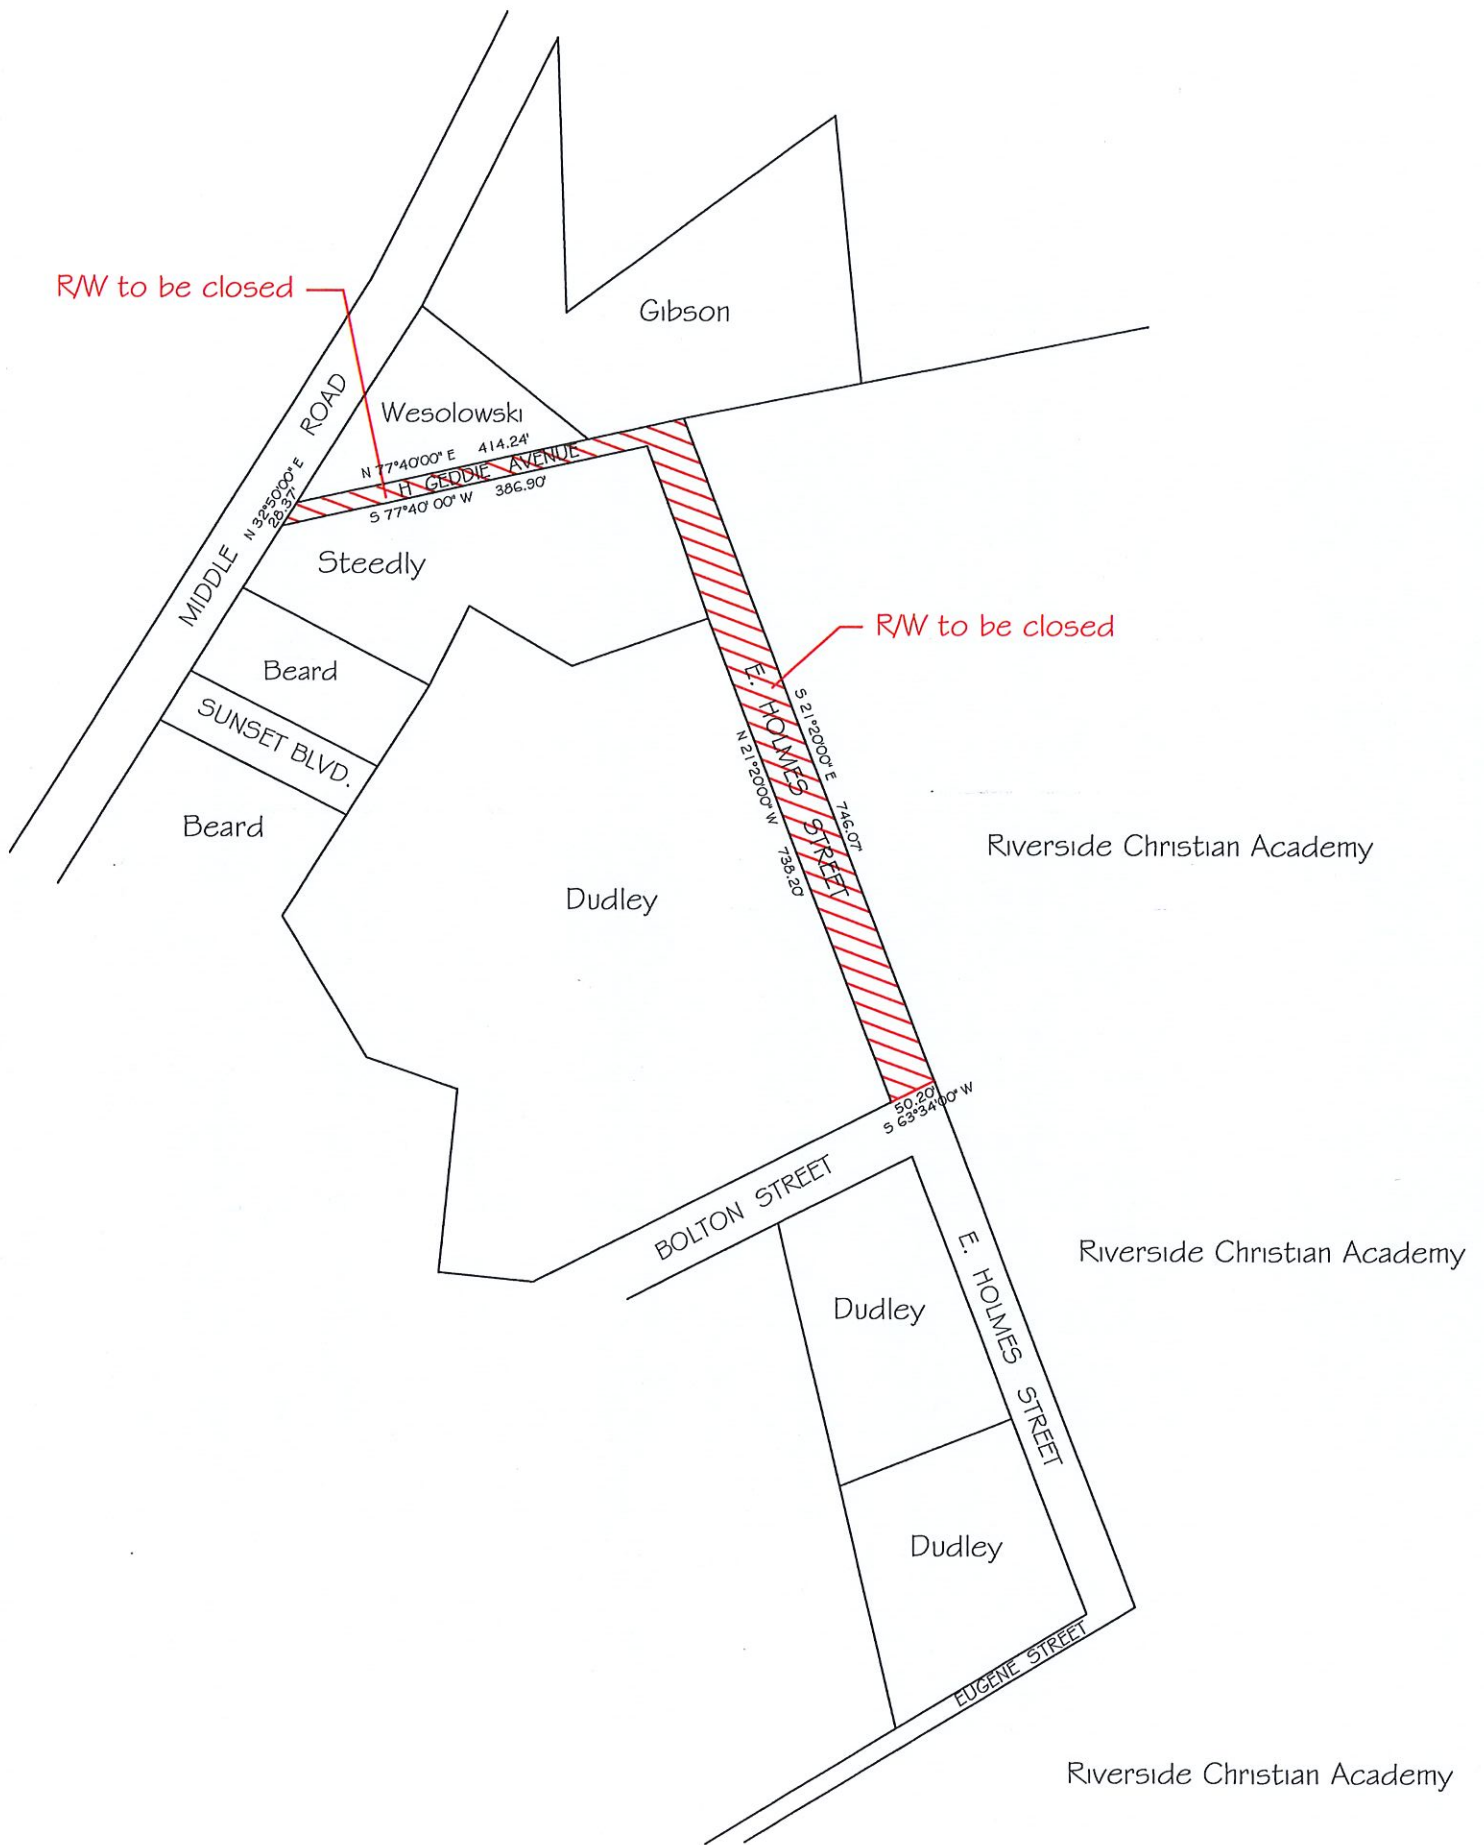 R/W to be closed
Gibson
MIDDLE ROAD
Wesolowski
N 77°40'00" E 414.24'
H GEDDIE AVENUE
S 77°40' 00" W 386.90'
N 32°50'00" E
28.37'
Steedly
R/W to be closed
Beard
SUNSET BLVD.
Beard
E. HOLMES STREET
S 21°20'00" E 746.07'
N 21°20'00" W 738.20'
Riverside Christian Academy
Dudley
50.20'
S 63°34'00" W
BOLTON STREET
E. HOLMES STREET
Riverside Christian Academy
Dudley
Dudley
EUGENE STREET
Riverside Christian Academy